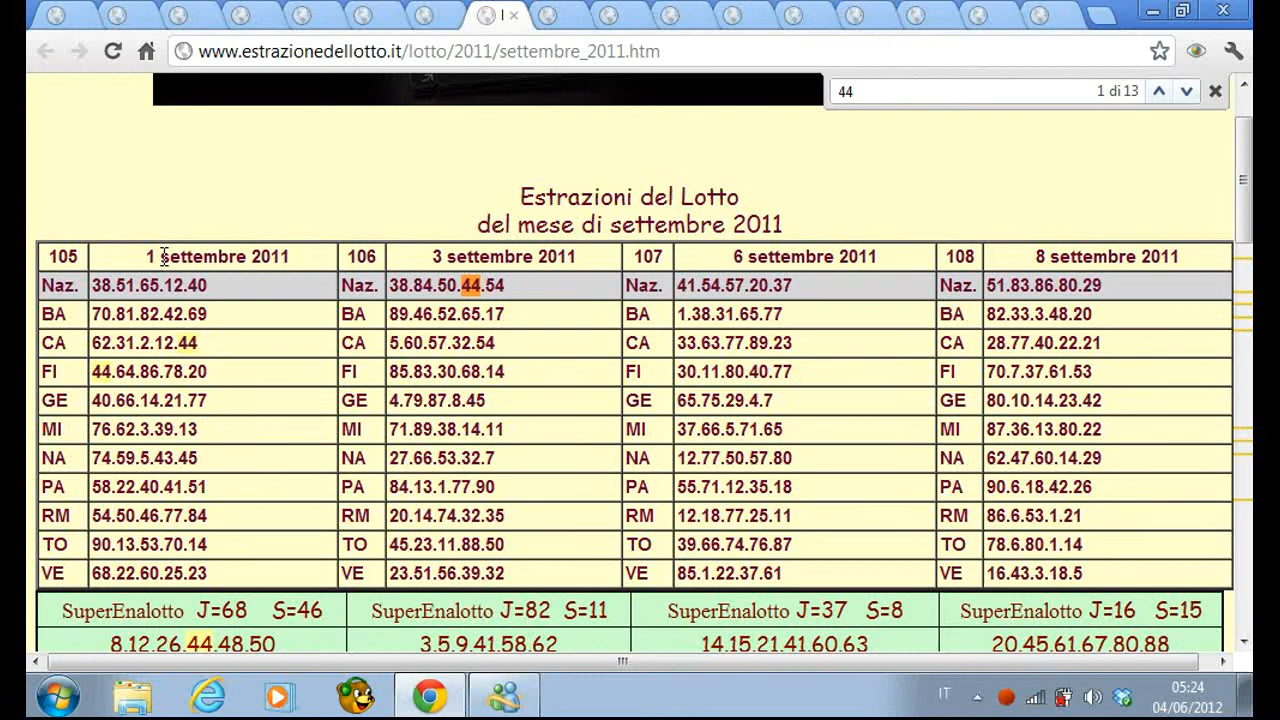 I
www.estrazionedellotto.it/lotto/2011/settembre_2011.htm
44 1 di 13
Estrazioni del Lotto
del mese di settembre 2011
105 1 settembre 2011 106 3 settembre 2011 107 6 settembre 2011 108 8 settembre 2011
Naz. 38.51.65.12.40 Naz. 38.84.50.44.54 Naz. 41.54.57.20.37 Naz. 51.83.86.80.29
BA 70.81.82.42.69 BA 89.46.52.65.17 BA 1.38.31.65.77 BA 82.33.3.48.20
CA 62.31.2.12.44 CA 5.60.57.32.54 CA 33.63.77.89.23 CA 28.77.40.22.21
FI 44.64.86.78.20 FI 85.83.30.68.14 FI 30.11.80.40.77 FI 70.7.37.61.53
GE 40.66.14.21.77 GE 4.79.87.8.45 GE 65.75.29.4.7 GE 80.10.14.23.42
MI 76.62.3.39.13 MI 71.89.38.14.11 MI 37.66.5.71.65 MI 87.36.13.80.22
NA 74.59.5.43.45 NA 27.66.53.32.7 NA 12.77.50.57.80 NA 62.47.60.14.29
PA 58.22.40.41.51 PA 84.13.1.77.90 PA 55.71.12.35.18 PA 90.6.18.42.26
RM 54.50.46.77.84 RM 20.14.74.32.35 RM 12.18.77.25.11 RM 86.6.53.1.21
TO 90.13.53.70.14 TO 45.23.11.88.50 TO 39.66.74.76.87 TO 78.6.80.1.14
VE 68.22.60.25.23 VE 23.51.56.39.32 VE 85.1.22.37.61 VE 16.43.3.18.5
SuperEnalotto J=68 S=46 SuperEnalotto J=82 S=11 SuperEnalotto J=37 S=8 SuperEnalotto J=16 S=15
8.12.26.44.48.50 3.5.9.41.58.62 14.15.21.41.60.63 20.45.61.67.80.88
IT 05:24
04/06/2012